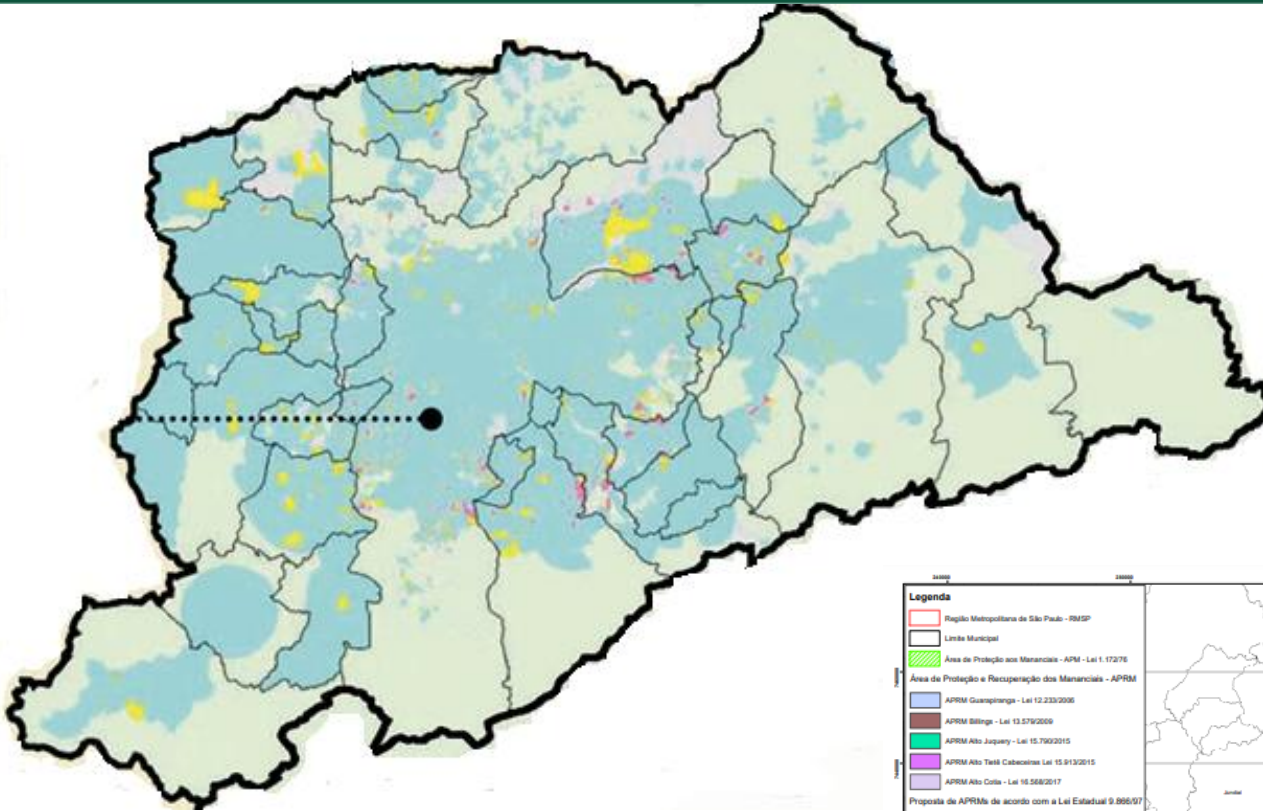 Legenda
Região Metropolitana de São Paulo - RMSP
Limite Municipal
Área de Proteção aos Mananciais - APM - Lei 1.172/76
Área de Proteção e Recuperação dos Mananciais - APRM
APRM Guarapiranga - Lei 12.233/2006
APRM Billings - Lei 13.579/2009
APRM Alto Juquery - Lei 15.790/2015
APRM Alto Tietê Cabeceiras Lei 15.913/2015
APRM Alto Cotia - Lei 16.568/2017
Proposta de APRMs de acordo com a Lei Estadual 9.866/97
Jundiaí